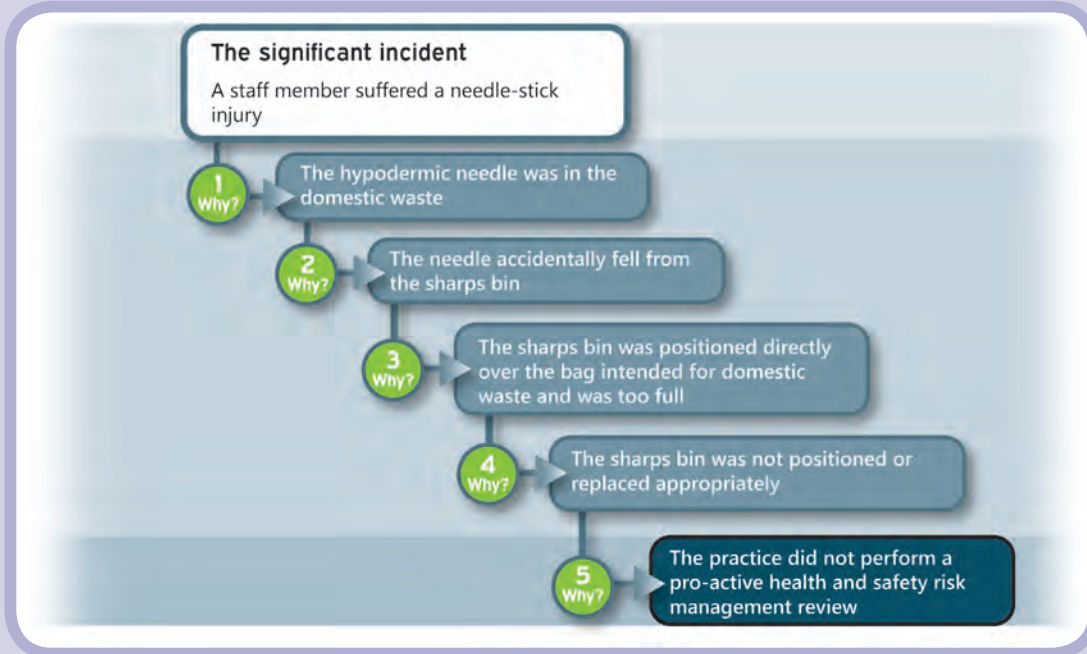 The significant incident
A staff member suffered a needle-stick
injury
1
Why?
The hypodermic needle was in the
domestic waste
2
Why?
The needle accidentally fell from
the sharps bin
3
Why?
The sharps bin was positioned directly
over the bag intended for domestic
waste and was too full
4
Why?
The sharps bin was not positioned or
replaced appropriately
5
Why?
The practice did not perform a
pro-active health and safety risk
management review